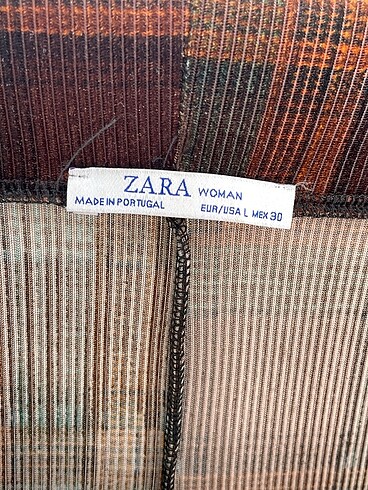 ZARA WOMAN
MADE IN PORTUGAL EUR/USA L MEX 30